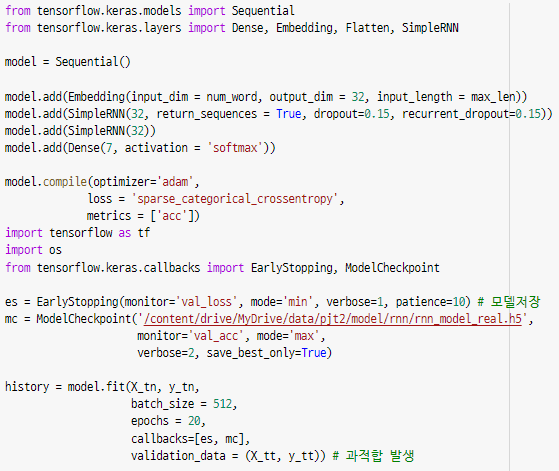 from tensorflow.keras.models import Sequential
from tensorflow.keras.layers import Dense, Embedding, Flatten, SimpleRNN
model = Sequential()
model.add(Embedding(input_dim = num_word, output_dim = 32, input_length = max_len))
model.add(SimpleRNN(32, return_sequences = True, dropout=0.15, recurrent_dropout=0.15))
model.add(SimpleRNN(32))
model.add(Dense(7, activation = 'softmax'))
model.compile(optimizer='adam',
loss = 'sparse_categorical_crossentropy',
metrics = ['acc'])
import tensorflow as tf
import os
from tensorflow.keras.callbacks import EarlyStopping, ModelCheckpoint
es = EarlyStopping(monitor='val_loss', mode='min', verbose=1, patience=10) # 모델저장
mc = ModelCheckpoint('/content/drive/MyDrive/data/pjt2/model/rnn/rnn_model_real.h5',
monitor='val_acc', mode='max',
verbose=2, save_best_only=True)
history = model.fit(X_tn, y_tn,
batch_size = 512,
epochs = 20,
callbacks=[es, mc],
validation_data = (X_tt, y_tt)) # 과적합 발생